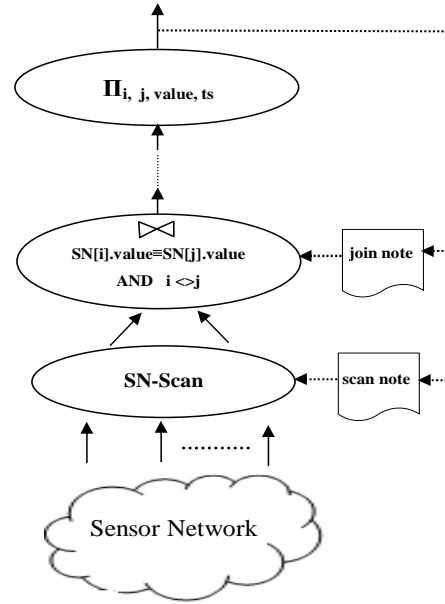 Πi, j, value, ts
SN[i].value≡SN[j].value
AND i <>j
join note
SN-Scan
scan note
Sensor Network